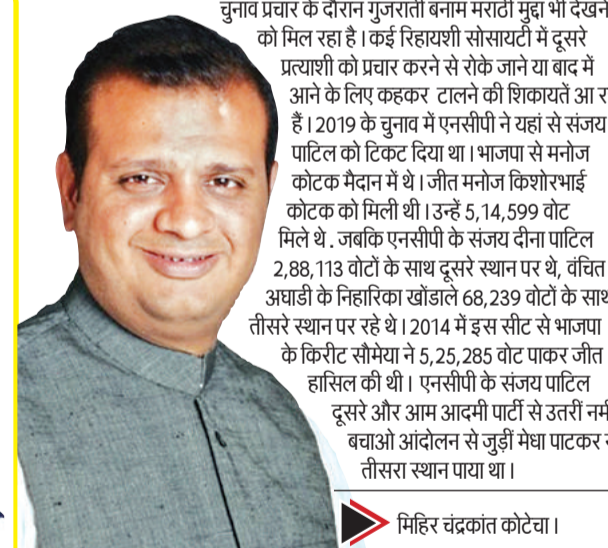 चुनाव प्रचार के दौरान गुजराती बनाम मराठी मुद्दा भी देखने
को मिल रहा है । कई रिहायशी सोसायटी में दूसरे
प्रत्याशी को प्रचार करने से रोके जाने या बाद में
आने के लिए कहकर टालने की शिकायतें आ
हैं । 2019 के चुनाव में एनसीपी ने यहां से संजय
पाटिल को टिकट दिया था । भाजपा से मनोज
कोटक मैदान में थे । जीत मनोज किशोरभाई
कोटक को मिली थी । उन्हें 5,14,599 वोट
मिले थे . जबकि एनसीपी के संजय दीना पाटिल
2,88,113 वोटों के साथ दूसरे स्थान पर थे, वंचित
अघाडी के निहारिका खोंडाले 68,239 वोटों के साथ
तीसरे स्थान पर रहे थे । 2014 में इस सीट से भाजपा
के किरीट सौमेया ने 5,25,285 वोट पाकर जीत
हासिल की थी । एनसीपी के संजय पाटिल
दूसरे और आम आदमी पार्टी से उतरीं
बचाओ आंदोलन से जुड़ीं मेधा पाटकर
तीसरा स्थान पाया था ।
मिहिर चंद्रकांत कोटेचा ।